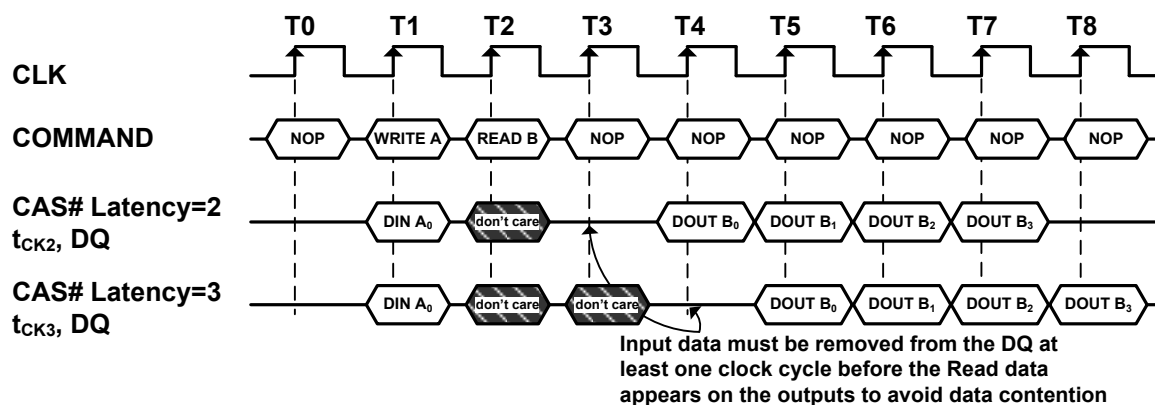 T0 T1 T2 T3 T4 T5 T6 T7 T8
CLK
COMMAND NOP WRITE A READ B NOP NOP NOP NOP NOP NOP
CAS# Latency=2
tCK2, DQ DIN A0 don't care DOUT B0 DOUT B1 DOUT B2 DOUT B3
CAS# Latency=3
tCK3, DQ DIN A0 don't care don't care DOUT B0 DOUT B1 DOUT B2 DOUT B3
Input data must be removed from the DQ at
least one clock cycle before the Read data
appears on the outputs to avoid data contention